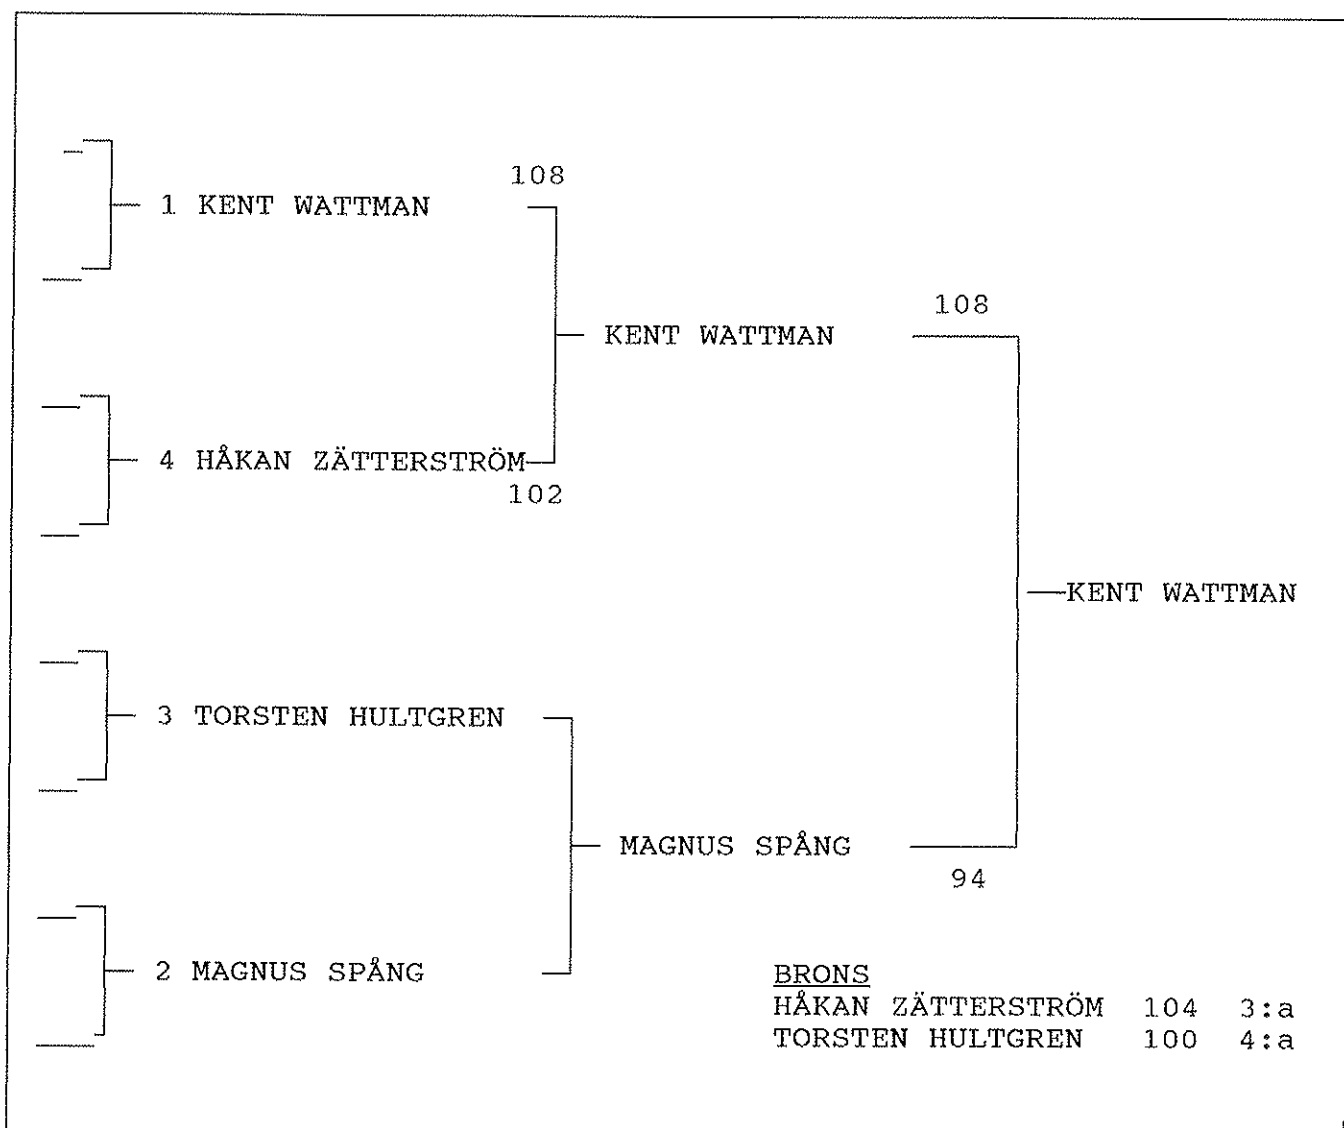 108
1 KENT WATTMAN
108
KENT WATTMAN
4 HÅKAN ZÄTTERSTRÖM
102
KENT WATTMAN
3 TORSTEN HULTGREN
MAGNUS SPÅNG
94
2 MAGNUS SPÅNG
BRONS
HÅKAN ZÄTTERSTRÖM 104 3:a
TORSTEN HULTGREN 100 4:a